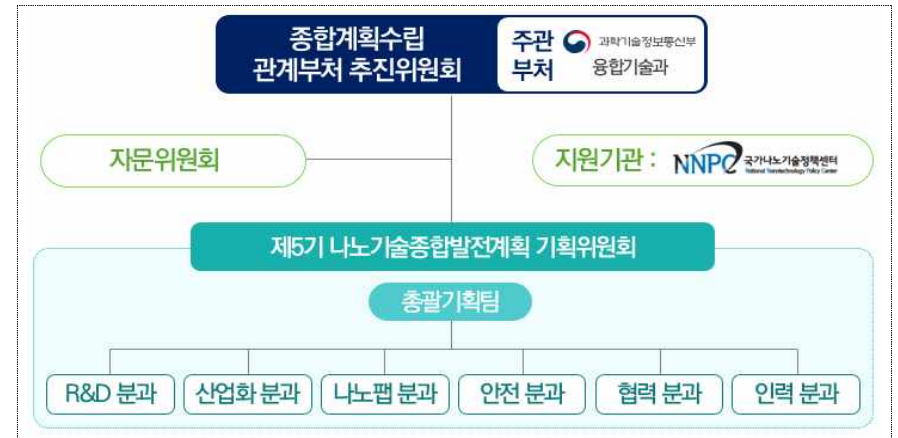 종합계획수립
관계부처 추진위원회
주관
부처
과학기술정보통신부
융합기술과
자문위원회
지원기관 :
NNPC 국가나노기술정책센터
National Nanotechnology Policy Center
제5기 나노기술종합발전계획 기획위원회
총괄기획팀
R&D 분과
산업화 분과
나노팹 분과
안전 분과
협력 분과
인력 분과